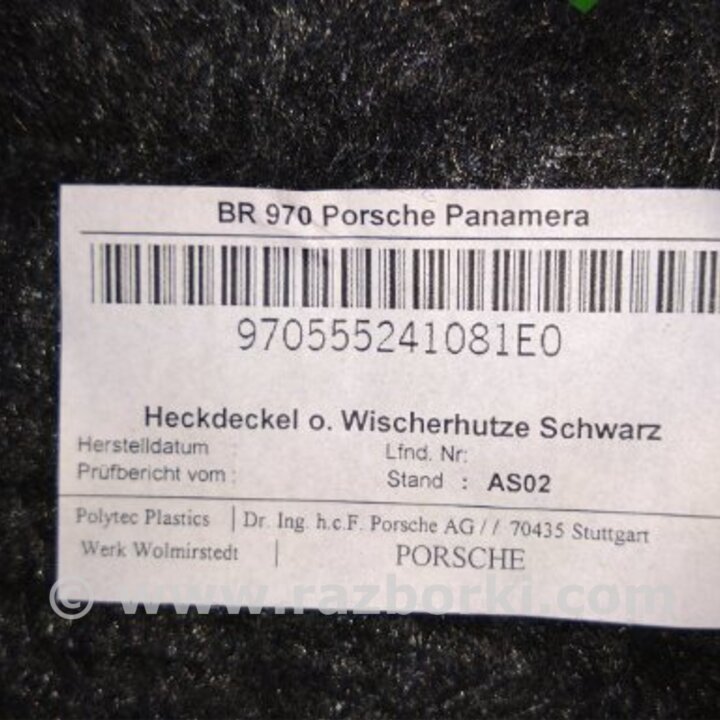 BR 970 Porsche Panamera
970555241081E0
Heckdeckel o. Wischerhutze Schwarz
Herstelldatum Lfnd. Nr:
Prüfbericht vom : Stand : AS02
Polytec Plastics | Dr. Ing. h.c.F. Porsche AG // 70435 Stuttgart
Werk Wolmirstedt | PORSCHE
© www.razborki.com